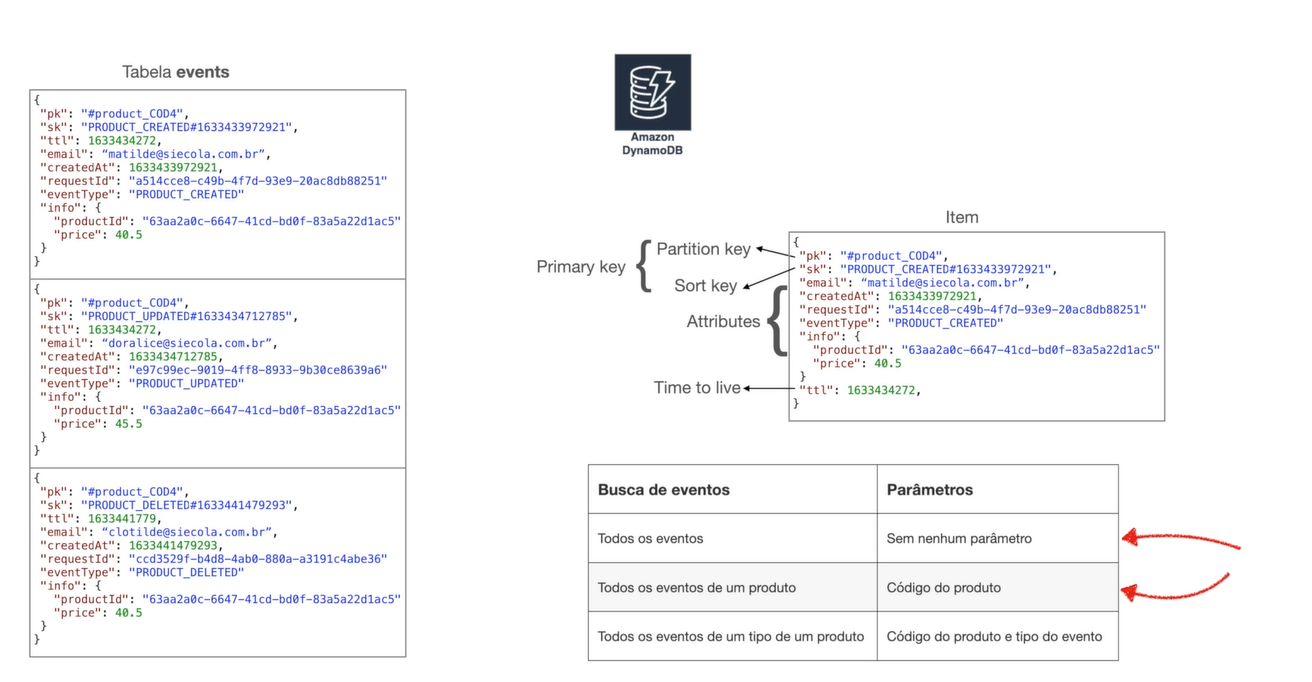 Tabela events
{
"pk": "#product_COD4",
"sk": "PRODUCT_CREATED#1633433972921",
"ttl": 1633434272,
"email": “matilde@siecola.com.br”,
"createdAt": 1633433972921,
"requestId": "a514cce8-c49b-4f7d-93e9-20ac8db88251"
"eventType": "PRODUCT_CREATED"
"info": {
"productId": "63aa2a0c-6647-41cd-bd0f-83a5a22d1ac5"
"price": 40.5
}
}
{
"pk": "#product_COD4",
"sk": "PRODUCT_UPDATED#1633434712785",
"ttl": 1633434272,
"email": “doralice@siecola.com.br”,
"createdAt": 1633434712785,
"requestId": "e97c99ec-9019-4ff8-8933-9b30ce8639a6"
"eventType": "PRODUCT_UPDATED"
"info": {
"productId": "63aa2a0c-6647-41cd-bd0f-83a5a22d1ac5"
"price": 45.5
}
}
{
"pk": "#product_COD4",
"sk": "PRODUCT_DELETED#1633441479293",
"ttl": 1633441779,
"email": “clotilde@siecola.com.br”,
"createdAt": 1633441479293,
"requestId": "ccd3529f-b4d8-4ab0-880a-a3191c4abe36"
"eventType": "PRODUCT_DELETED"
"info": {
"productId": "63aa2a0c-6647-41cd-bd0f-83a5a22d1ac5"
"price": 40.5
}
}
Amazon
DynamoDB
Item
Primary key
Partition key
Sort key
Attributes
Time to live
{
"pk": "#product_COD4",
"sk": "PRODUCT_CREATED#1633433972921",
"email": “matilde@siecola.com.br”,
"createdAt": 1633433972921,
"requestId": "a514cce8-c49b-4f7d-93e9-20ac8db88251"
"eventType": "PRODUCT_CREATED"
"info": {
"productId": "63aa2a0c-6647-41cd-bd0f-83a5a22d1ac5"
"price": 40.5
}
"ttl": 1633434272,
}
Busca de eventos Parâmetros
Todos os eventos Sem nenhum parâmetro
Todos os eventos de um produto Código do produto
Todos os eventos de um tipo de um produto Código do produto e tipo do evento